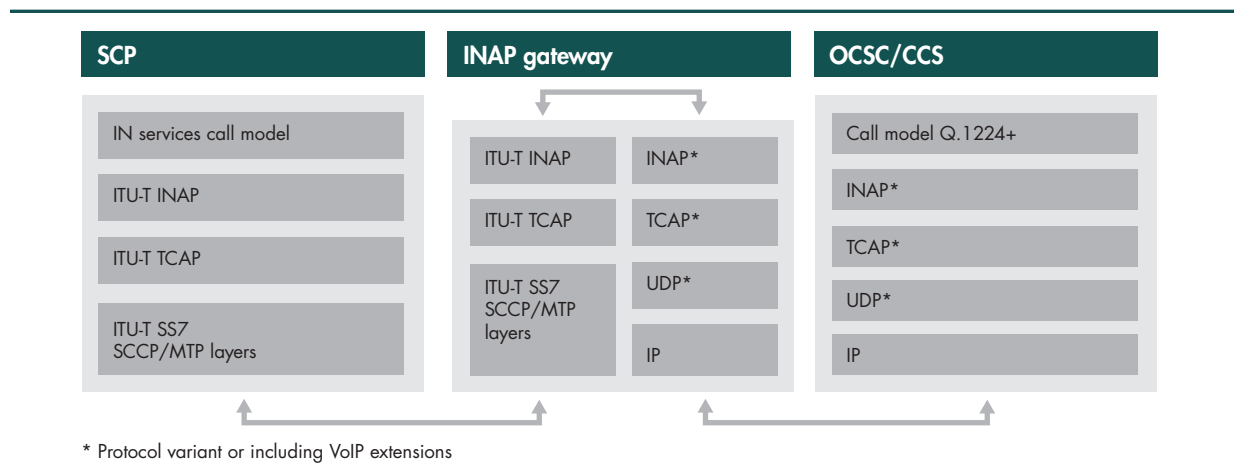 SCP
IN services call model
ITU-T INAP
ITU-T TCAP
ITU-T SS7
SCCP/MTP layers
INAP gateway
ITU-T INAP
ITU-T TCAP
ITU-T SS7
SCCP/MTP
layers
INAP*
TCAP*
UDP*
IP
OCSC/CCS
Call model Q.1224+
INAP*
TCAP*
UDP*
IP
* Protocol variant or including VoIP extensions